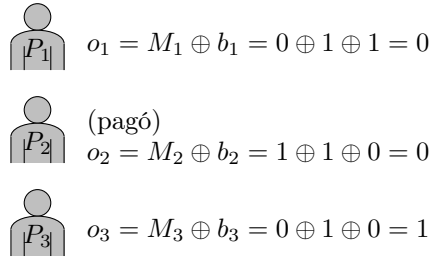 P₁ o₁ = M₁ ⊕ b₁ = 0 ⊕ 1 ⊕ 1 = 0
(pagó)
P₂ o₂ = M₂ ⊕ b₂ = 1 ⊕ 1 ⊕ 0 = 0
P₃ o₃ = M₃ ⊕ b₃ = 0 ⊕ 1 ⊕ 0 = 1